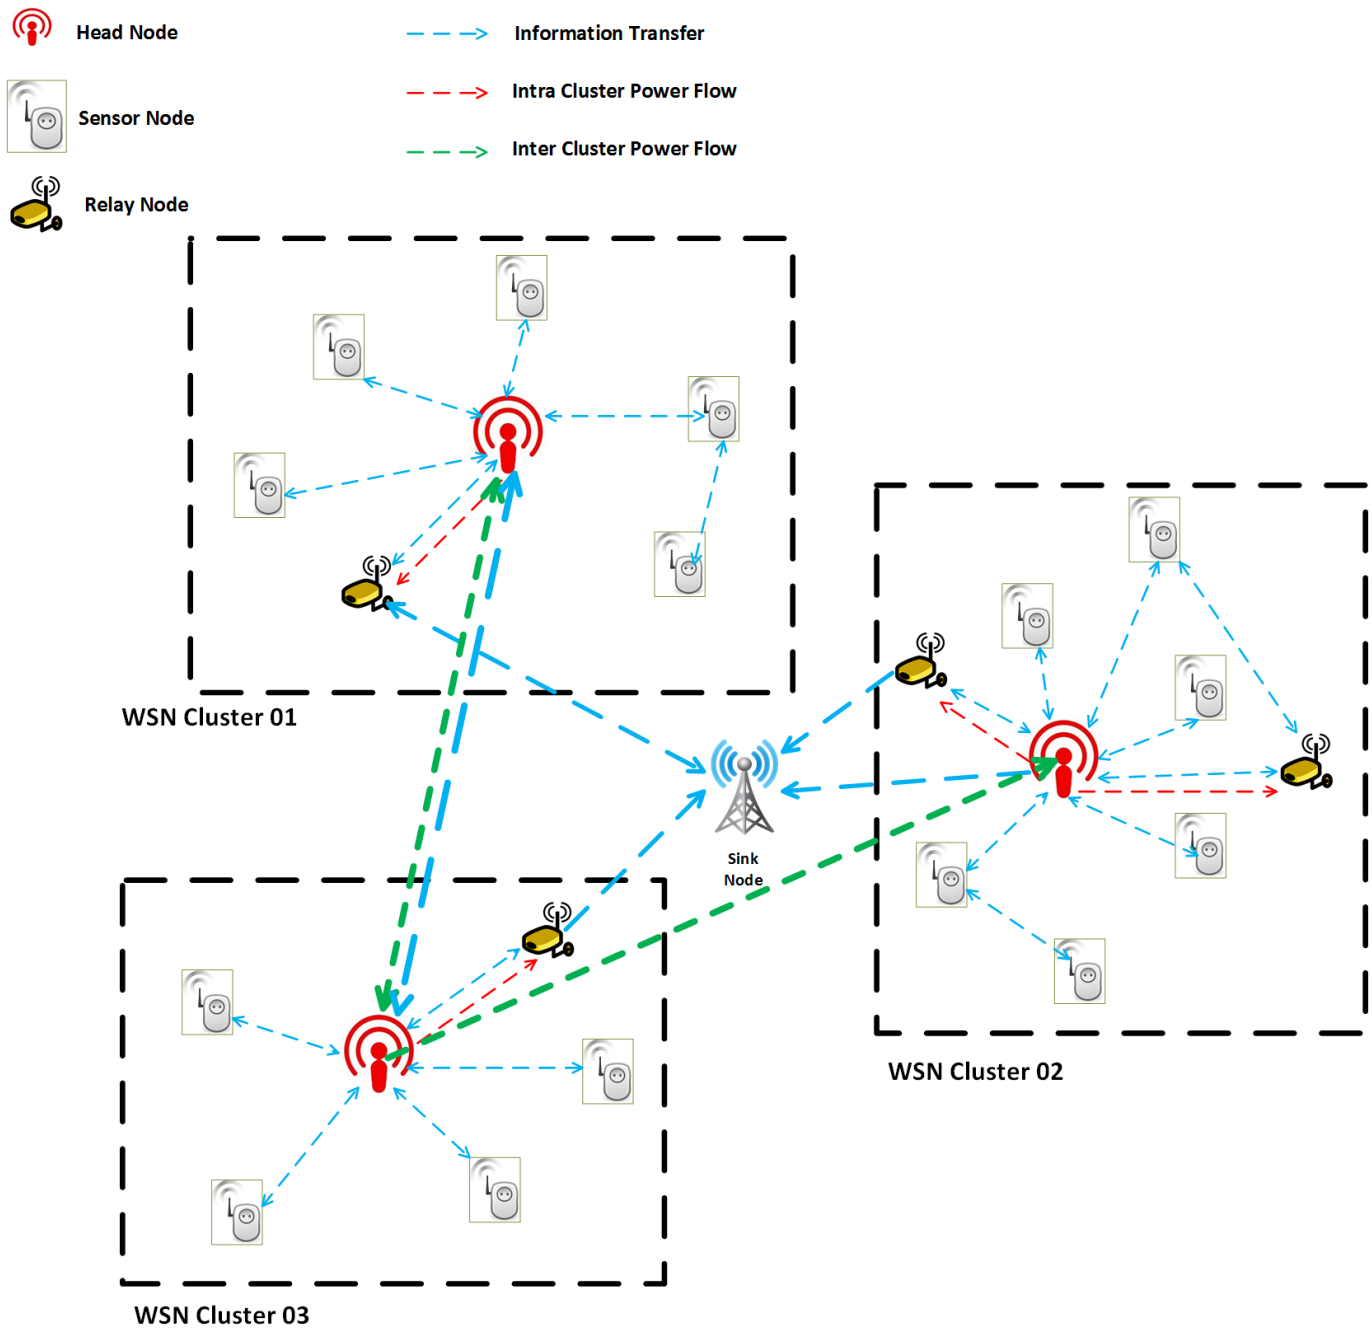 Head Node
Information Transfer
Intra Cluster Power Flow
Sensor Node
Inter Cluster Power Flow
Relay Node
WSN Cluster 01
Sink
Node
WSN Cluster 02
WSN Cluster 03